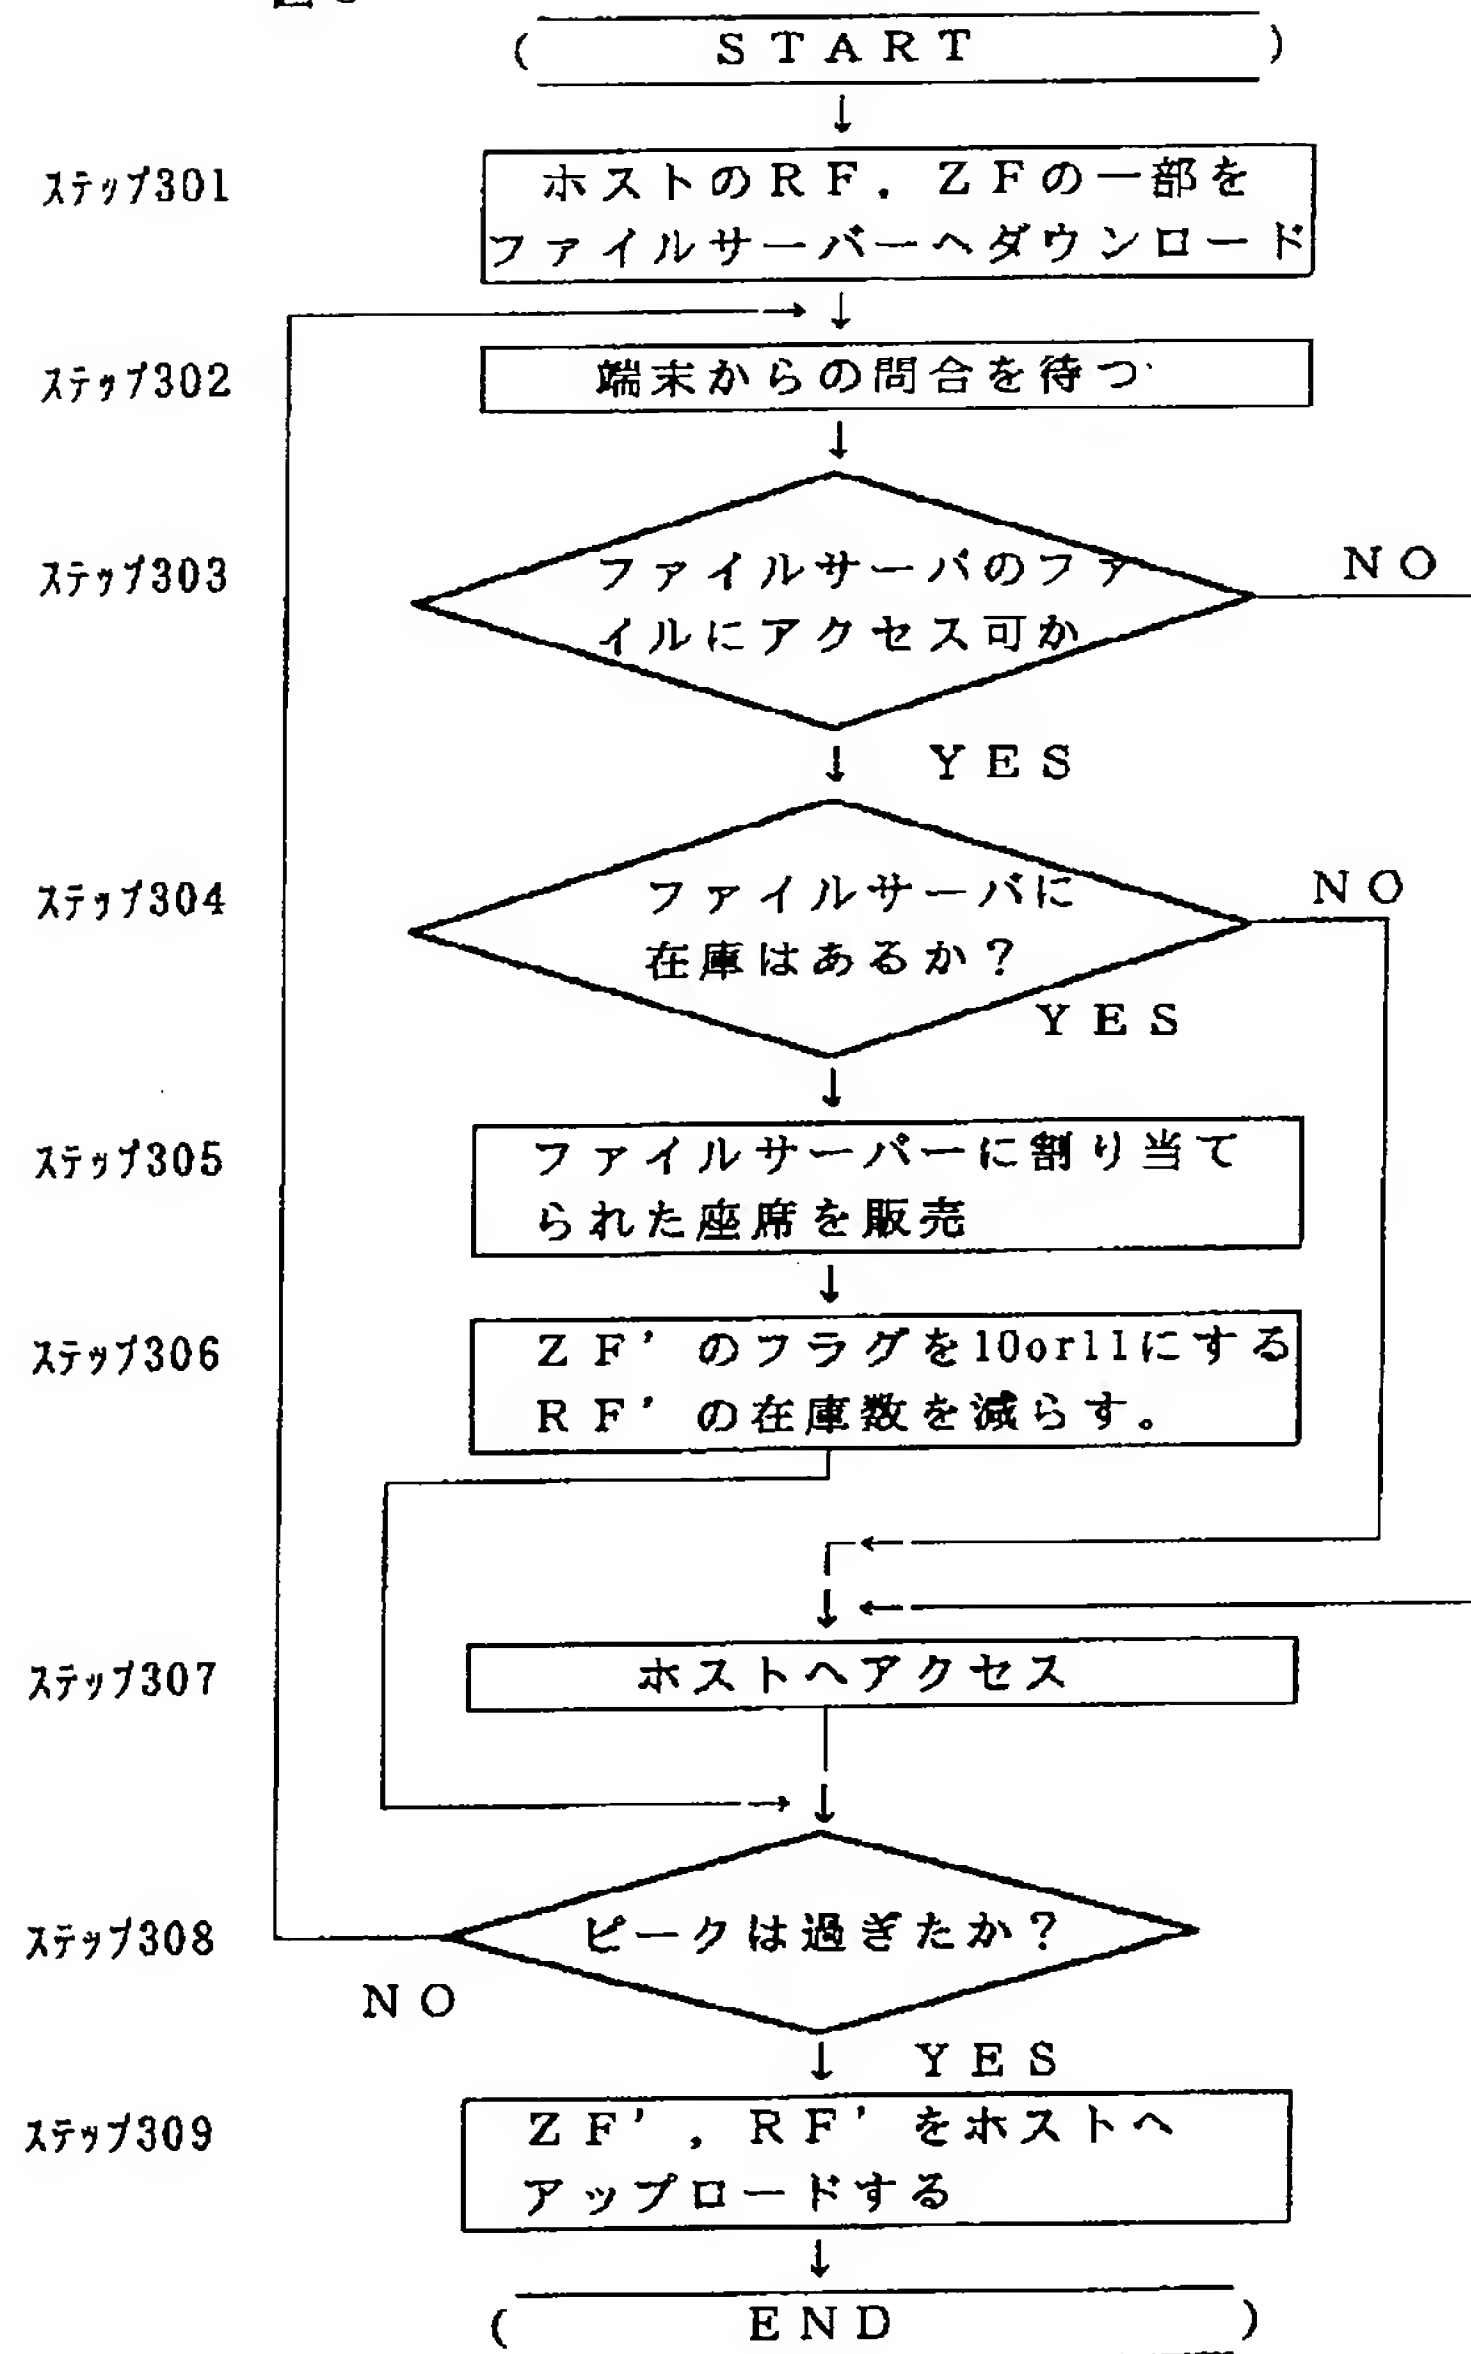 ( START )
ステップ301
ホストのRF．ZFの一部を
ファイルサーバーへダウンロード
ステップ302
端末からの問合を待つ
ステップ303
ファイルサーバのファ
イルにアクセス可か
NO
YES
ステップ304
ファイルサーバに
在庫はあるか？
NO
YES
ステップ305
ファイルサーバーに割り当て
られた座席を販売
ステップ306
ZF’のフラグを10or11にする
RF’の在庫数を減らす。
ステップ307
ホストへアクセス
ステップ308
ピークは過ぎたか？
NO
YES
ステップ309
ZF’，RF’をホストへ
アップロードする
( END )